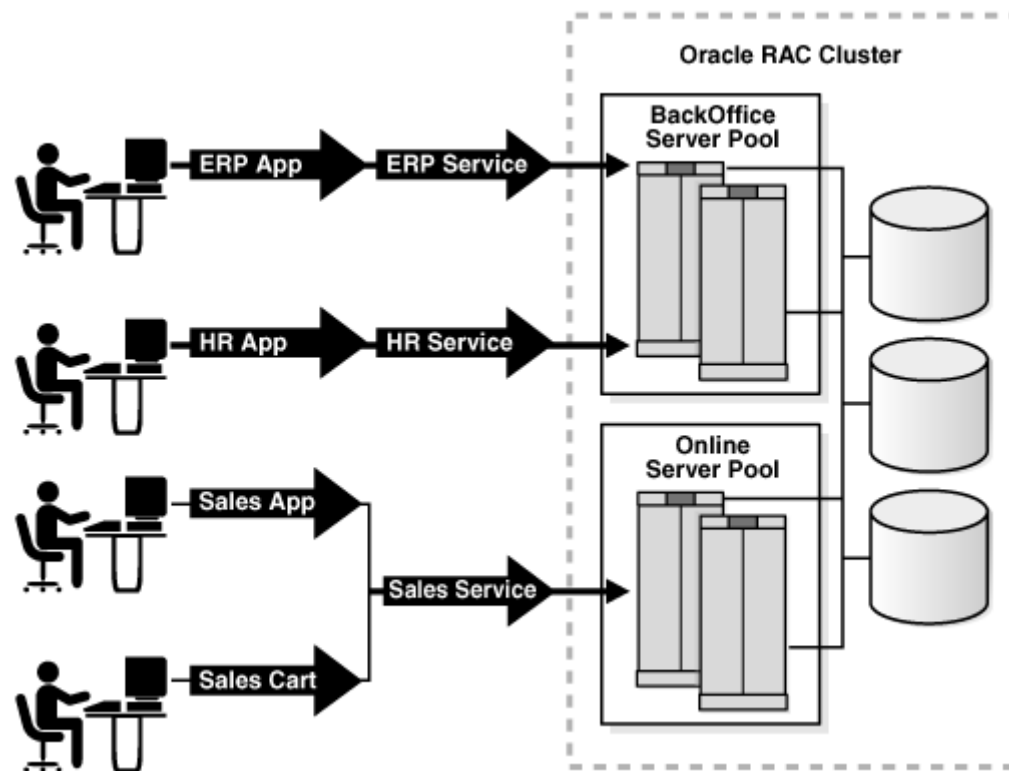 Oracle RAC Cluster
BackOffice
Server Pool
ERP App
ERP Service
HR App
HR Service
Online
Server Pool
Sales App
Sales Service
Sales Cart